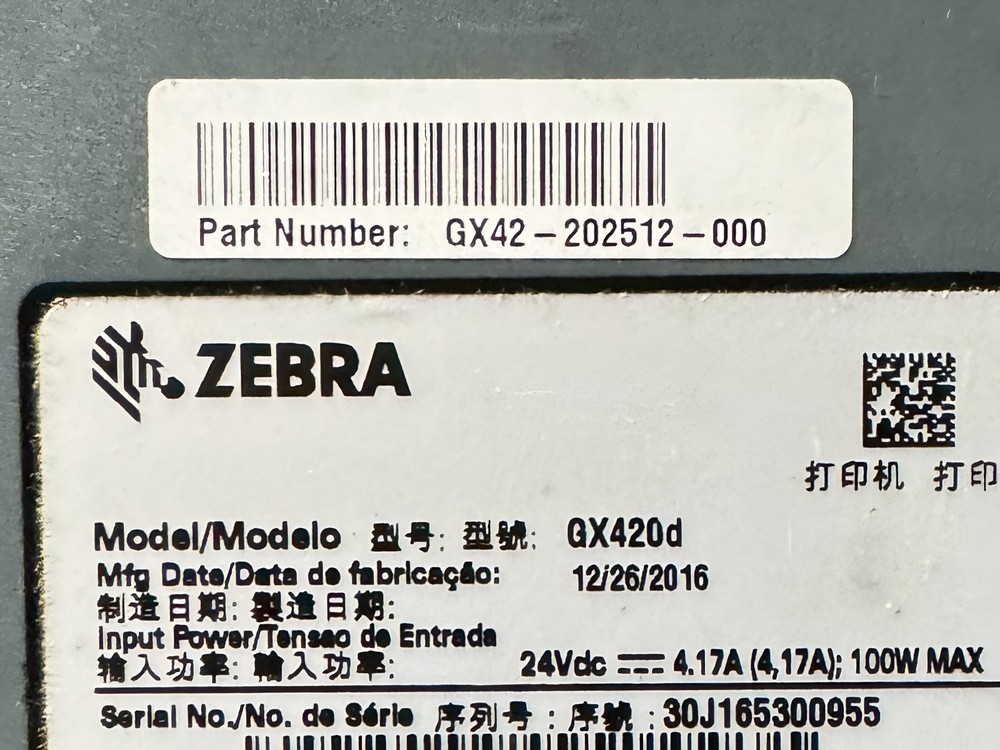 Part Number: GX42-202512-000
ZEBRA
打印机 打印
Model/Modelo 型号: 型號: GX420d
Mfg Date/Data de fabricação: 12/26/2016
制造日期: 製造日期:
Input Power/Tensao de Entrada
输入功率: 輸入功率: 24Vdc ⎓ 4.17A (4,17A); 100W MAX
Serial No./No. de Série 序列号 : 序號 : 30J165300955